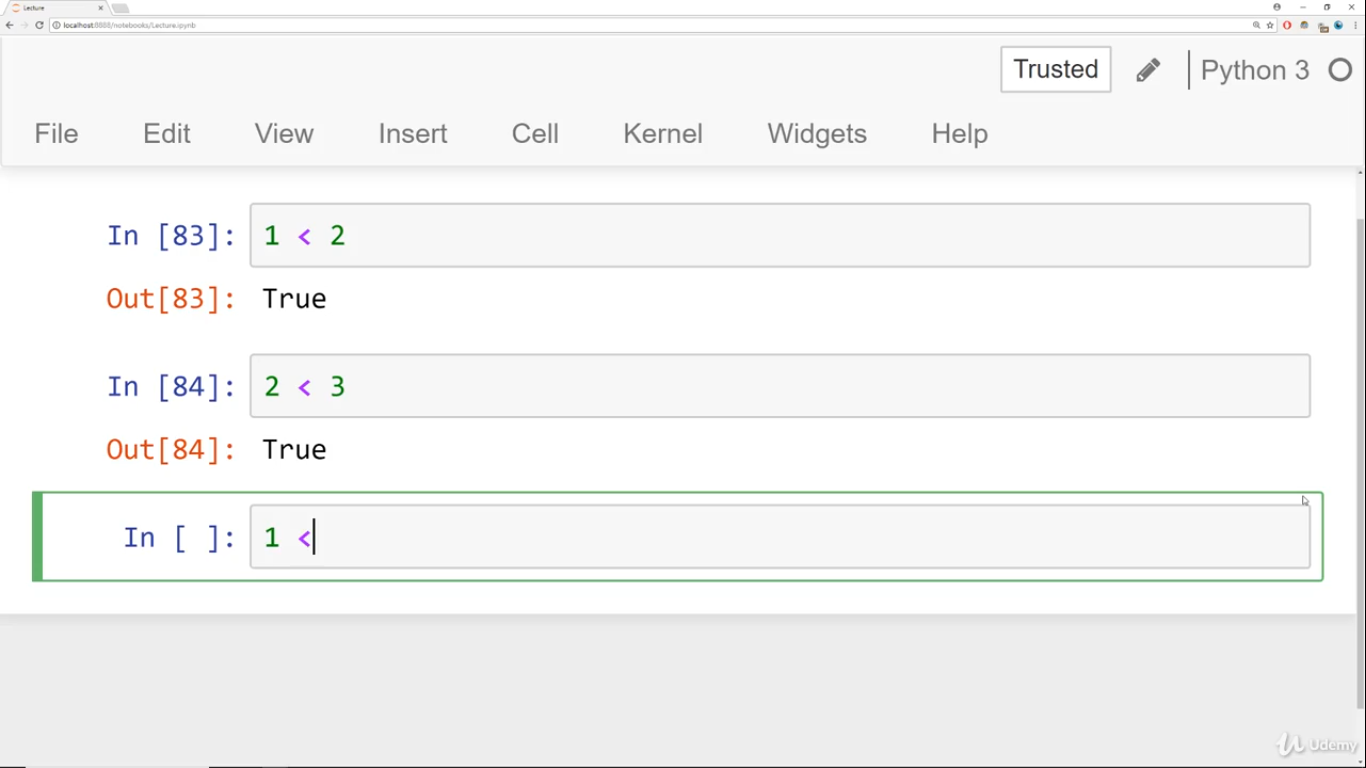 Lecture
localhost:8888/notebooks/Lecture.ipynb
Trusted
Python 3
File Edit View Insert Cell Kernel Widgets Help
In [83]: 1 < 2
Out[83]: True
In [84]: 2 < 3
Out[84]: True
In [ ]: 1 <
Udemy